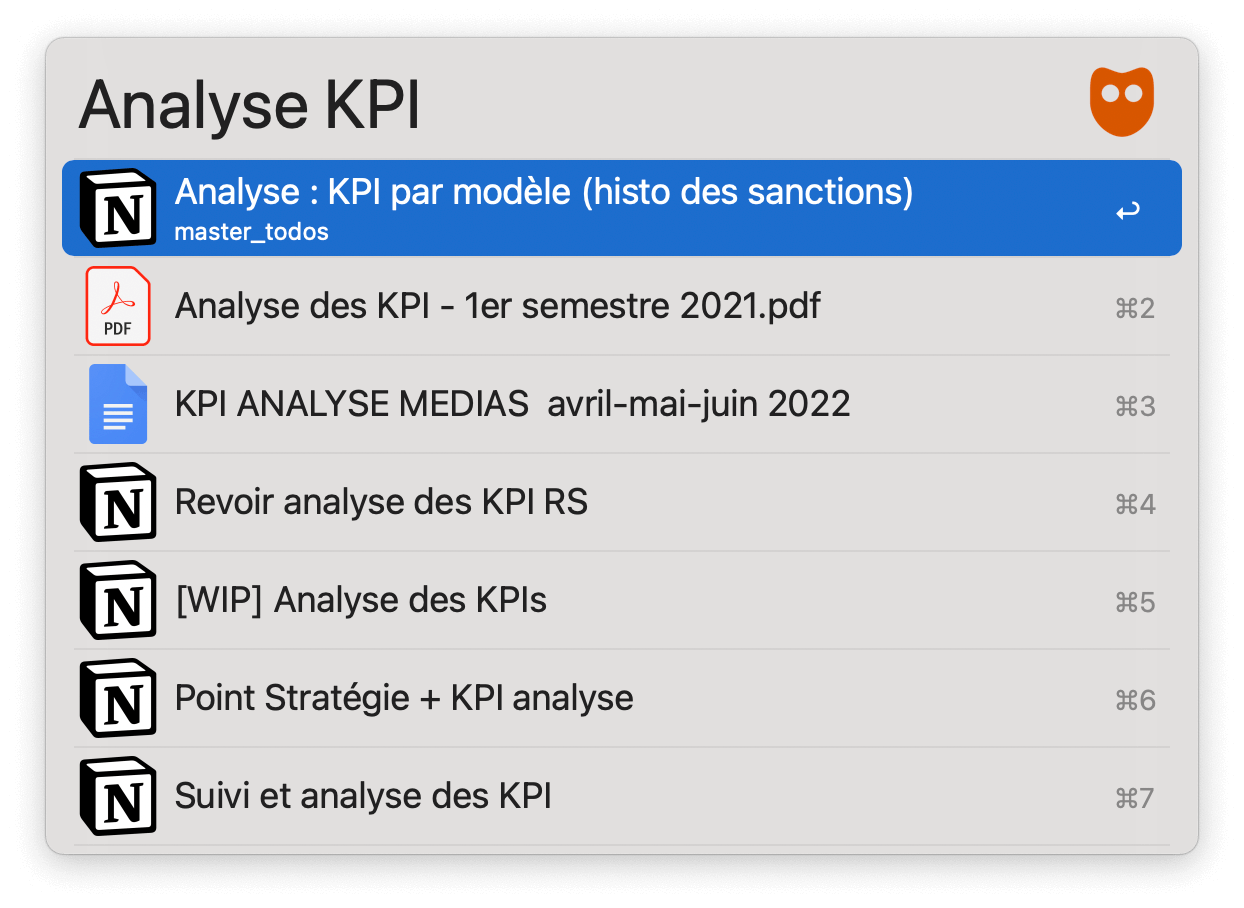 Analyse KPI
Analyse : KPI par modèle (histo des sanctions)
master_todos
PDF
Analyse des KPI - 1er semestre 2021.pdf
⌘2
KPI ANALYSE MEDIAS  avril-mai-juin 2022
⌘3
N
Revoir analyse des KPI RS
⌘4
N
[WIP] Analyse des KPIs
⌘5
N
Point Stratégie + KPI analyse
⌘6
N
Suivi et analyse des KPI
⌘7